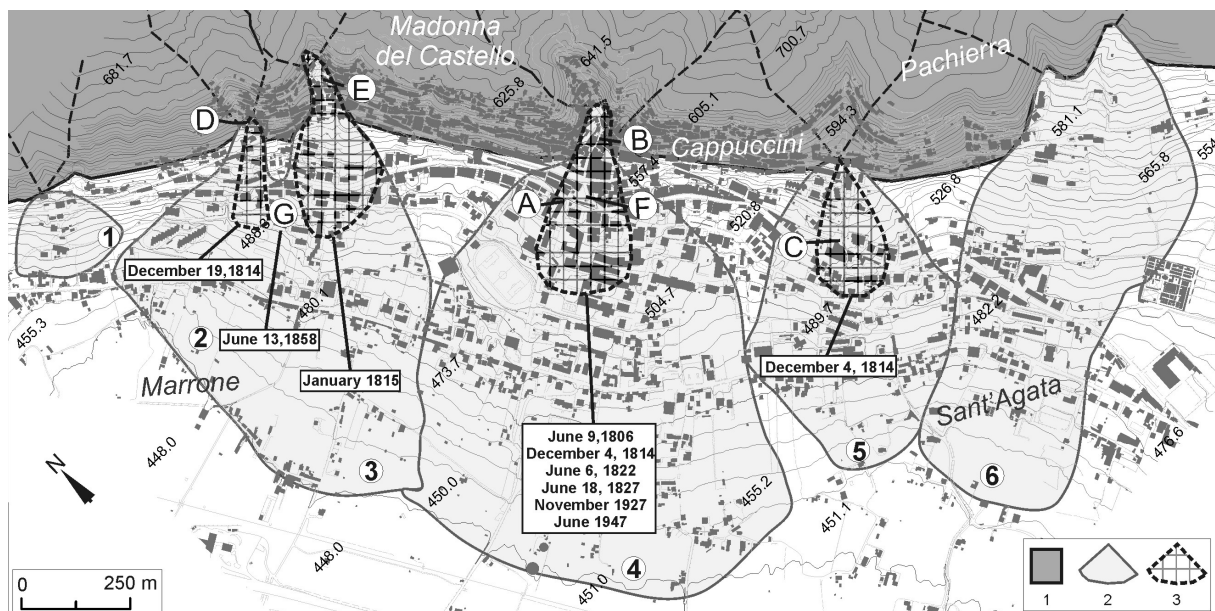 Madonna
del Castello
Pachierra
Cappuccini
681.7
625.8
641.5
700.7
605.1
594.3
581.1
565.8
554.
557.4
526.8
520.8
D
E
B
A
F
G
C
1
December 19,1814
480.1
504.7
489.7
482.2
455.3
2
June 13,1858
January 1815
December 4, 1814
Marrone
473.7
Sant'Agata
476.6
448.0
June 9,1806
December 4, 1814
June 6, 1822
June 18, 1827
November 1927
June 1947
3
450.0
455.2
451.1
5
6
N
448.0
4
451.0
0
250 m
1
2
3